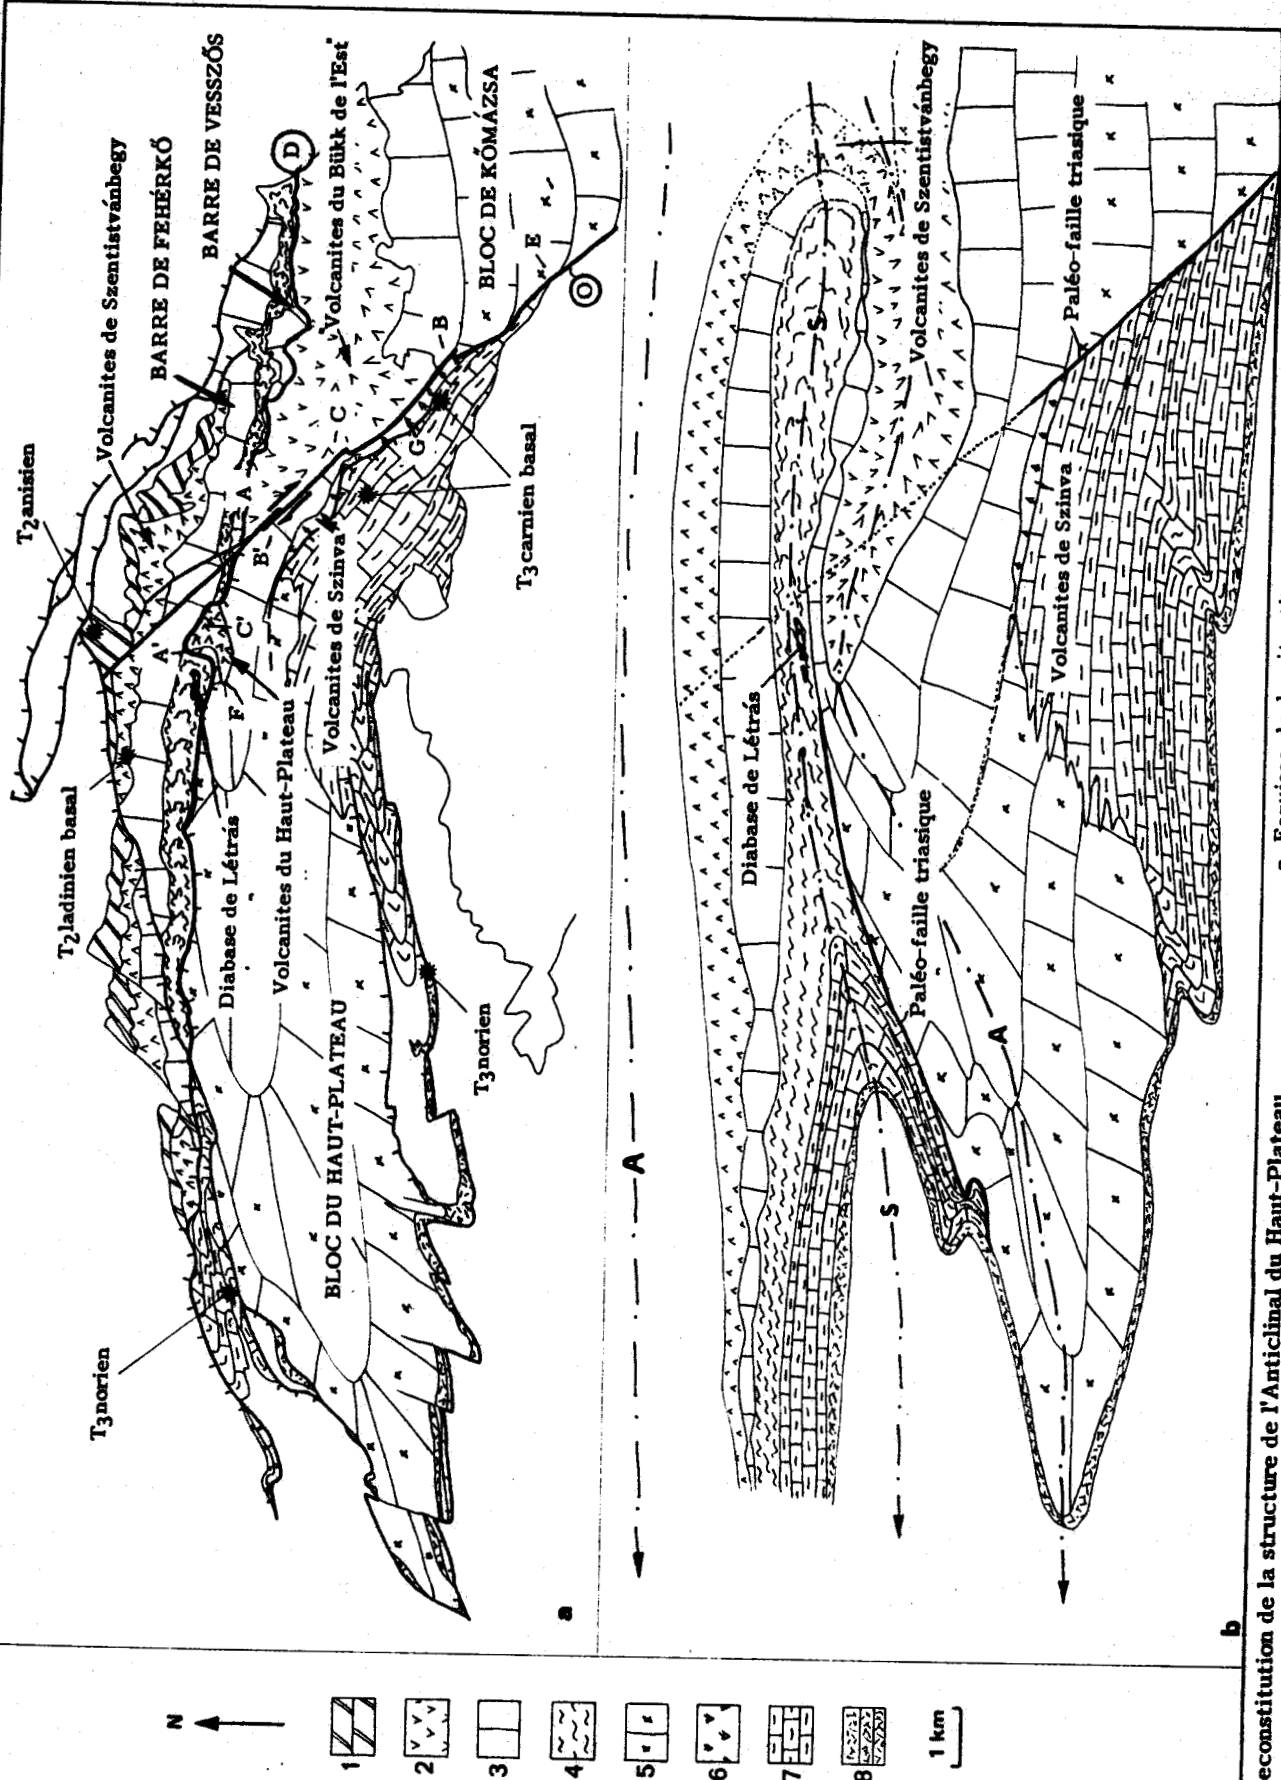 T2anisien
Volcanites de Szentistvánhegy
BARRE DE FEHÉRKŐ
BARRE DE VESSZŐS
D
"Volcanites du Bükk de l'Est"
BLOC DE KŐMÁZSA
E
O
B
C
G
A
B'
A'
C'
F
T2ladinien basal
Diabase de Létrás
Volcanites du Haut-Plateau
Volcanites de Szinva
T3carnien basal
BLOC DU HAUT-PLATEAU
T3norien
T3norien
a
A
S
Volcanites de Szentistvánhegy
Paléo-faille triasique
Diabase de Létrás
Volcanites de Szinva
Paléo-faille triasique
A
S
b
N
1
2
3
4
5
6
7
8
1 km
econstitution de la structure de l'Anticlinal du Haut-Plateau